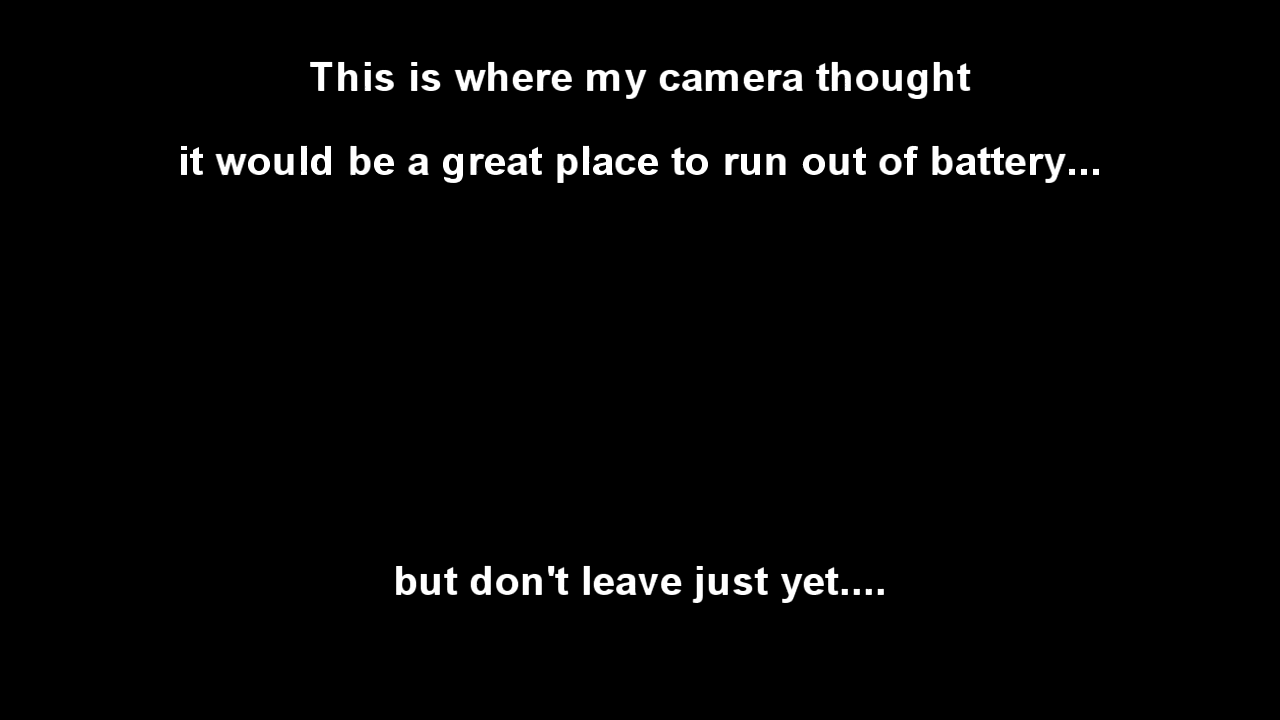 This is where my camera thought
it would be a great place to run out of battery...
but don't leave just yet....